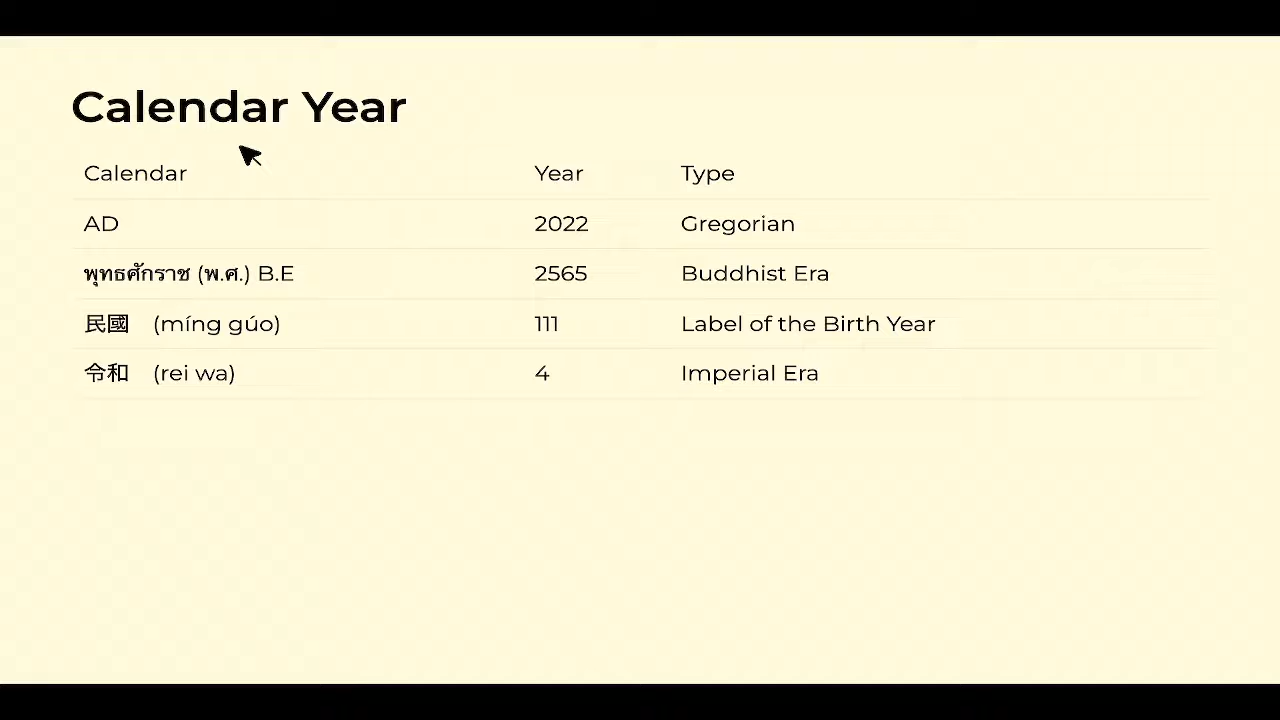 Calendar Year
Calendar Year Type
AD 2022 Gregorian
พุทธศักราช (พ.ศ.) B.E 2565 Buddhist Era
民國 (míng gúo) 111 Label of the Birth Year
令和 (rei wa) 4 Imperial Era